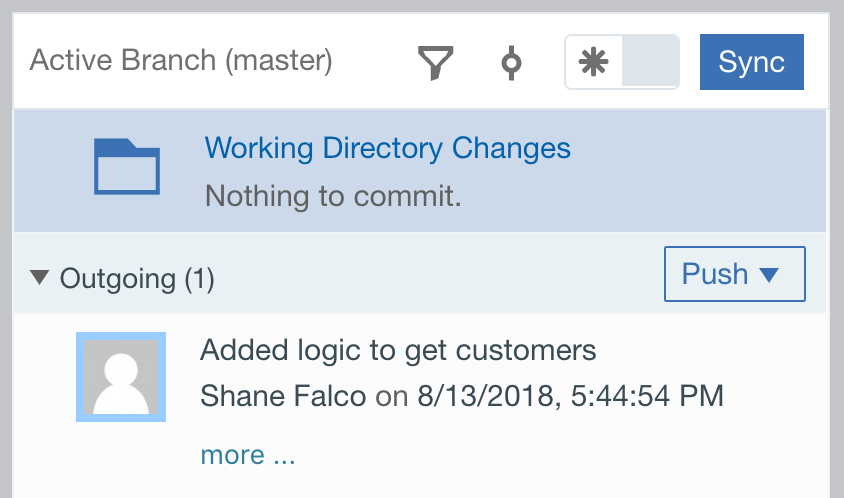 Active Branch (master)
Sync
Working Directory Changes
Nothing to commit.
Outgoing (1)
Push
Added logic to get customers
Shane Falco on 8/13/2018, 5:44:54 PM
more ...